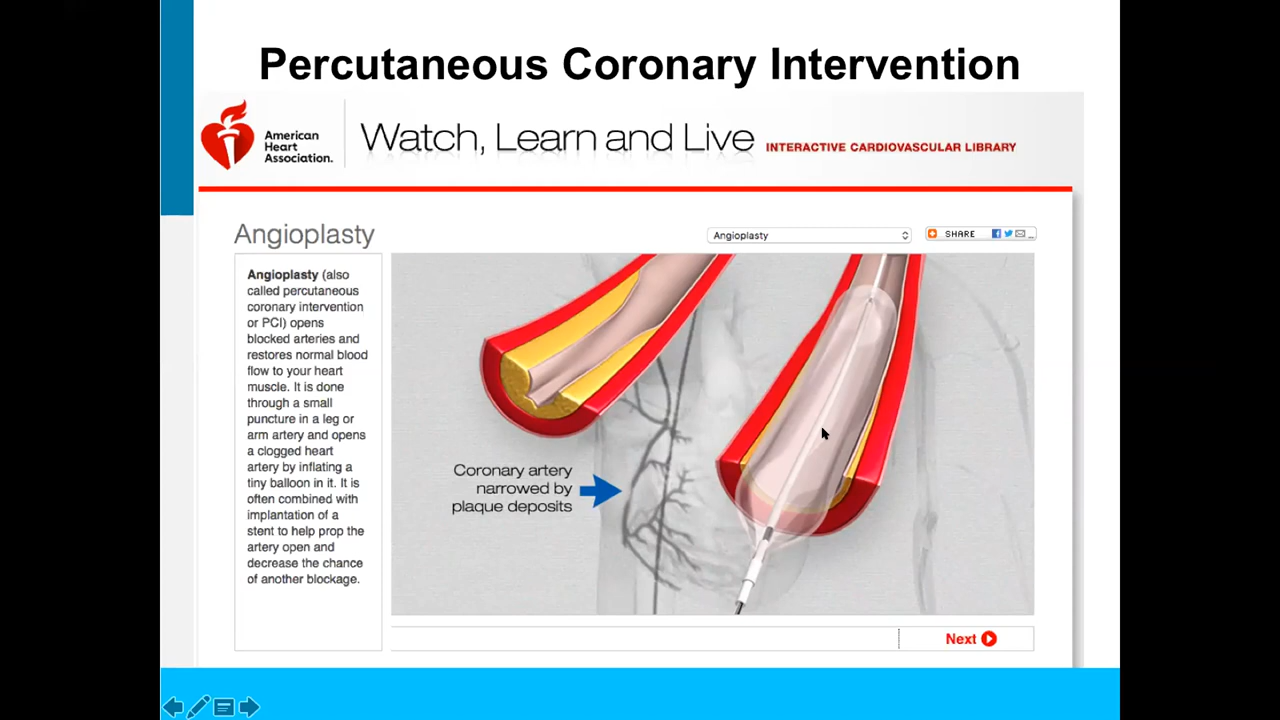 Percutaneous Coronary Intervention
American
Heart
Association.
Watch, Learn and Live INTERACTIVE CARDIOVASCULAR LIBRARY
Angioplasty
Angioplasty
SHARE
Angioplasty (also
called percutaneous
coronary intervention
or PCI) opens
blocked arteries and
restores normal blood
flow to your heart
muscle. It is done
through a small
puncture in a leg or
arm artery and opens
a clogged heart
artery by inflating a
tiny balloon in it. It is
often combined with
implantation of a
stent to help prop the
artery open and
decrease the chance
of another blockage.
Coronary artery
narrowed by
plaque deposits
Next